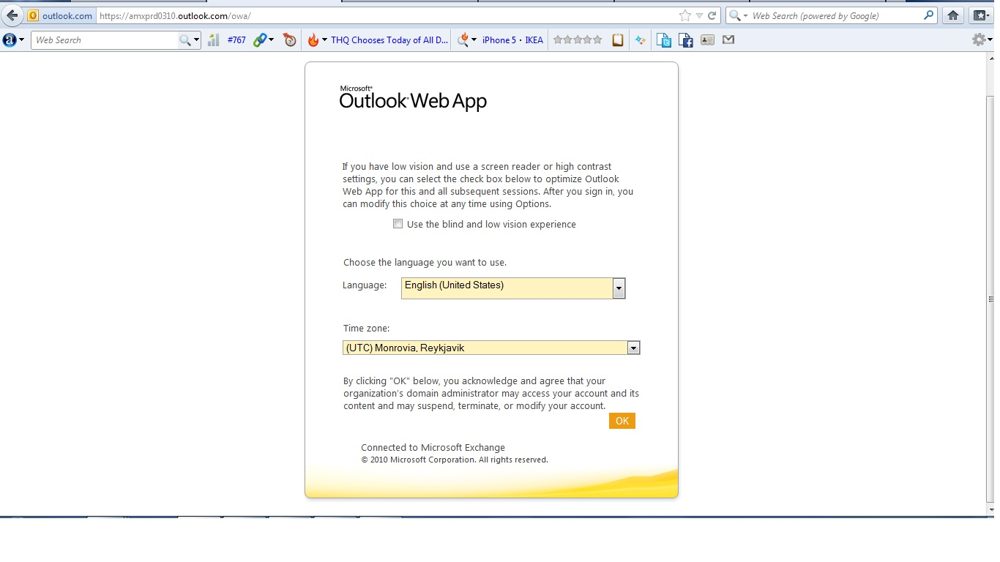 outlook.com https://amxprd0310.outlook.com/owa/ Web Search (powered by Google)
a Web Search #767 THQ Chooses Today of All D... iPhone 5 • IKEA
Microsoft®
Outlook® Web App
If you have low vision and use a screen reader or high contrast
settings, you can select the check box below to optimize Outlook
Web App for this and all subsequent sessions. After you sign in, you
can modify this choice at any time using Options.
Use the blind and low vision experience
Choose the language you want to use.
Language: English (United States)
Time zone:
(UTC) Monrovia, Reykjavik
By clicking "OK" below, you acknowledge and agree that your
organization's domain administrator may access your account and its
content and may suspend, terminate, or modify your account.
OK
Connected to Microsoft Exchange
© 2010 Microsoft Corporation. All rights reserved.